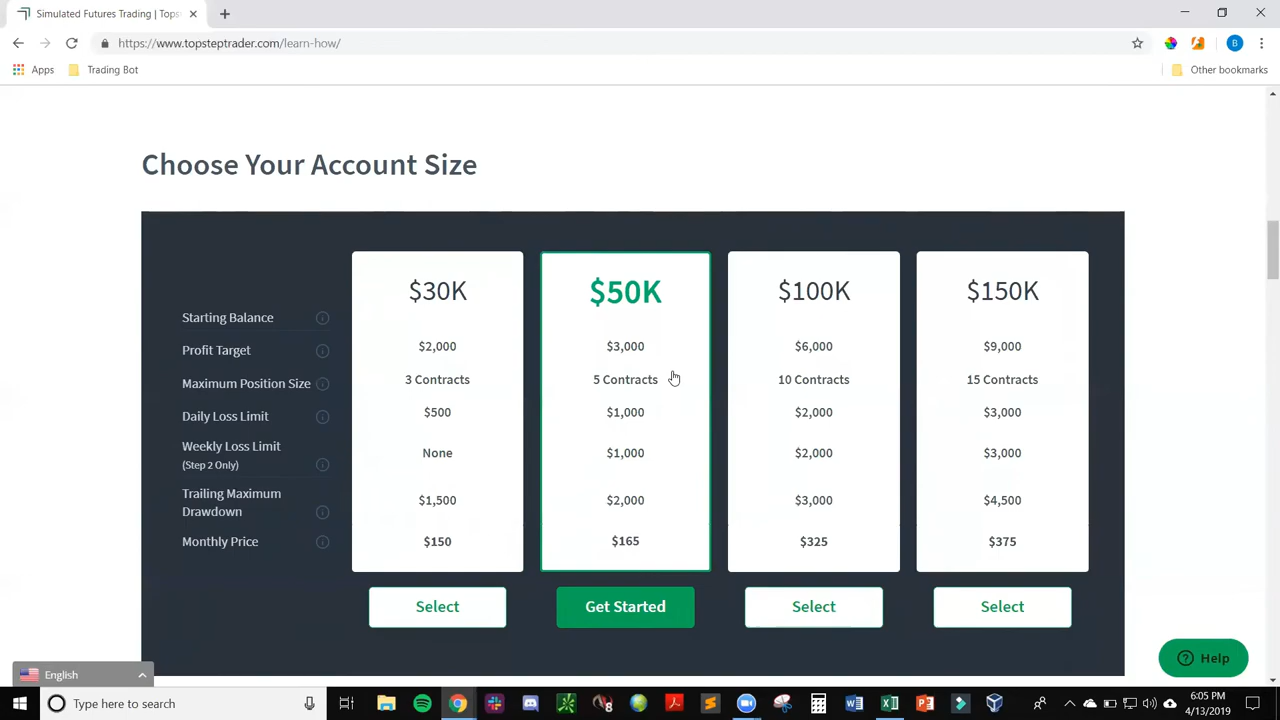 Simulated Futures Trading | Tops
https://www.topsteptrader.com/learn-how/
B
Apps
Trading Bot
Other bookmarks
Choose Your Account Size
$30K
$50K
$100K
$150K
Starting Balance
Profit Target
$2,000
$3,000
$6,000
$9,000
Maximum Position Size
3 Contracts
5 Contracts
10 Contracts
15 Contracts
Daily Loss Limit
$500
$1,000
$2,000
$3,000
Weekly Loss Limit
(Step 2 Only)
None
$1,000
$2,000
$3,000
Trailing Maximum
Drawdown
$1,500
$2,000
$3,000
$4,500
Monthly Price
$150
$165
$325
$375
Select
Get Started
Select
Select
Help
English
Type here to search
6:05 PM
4/13/2019